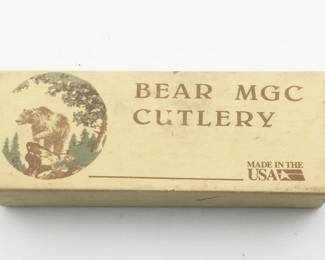 BEAR MGC
CUTLERY
MADE IN THE
USA